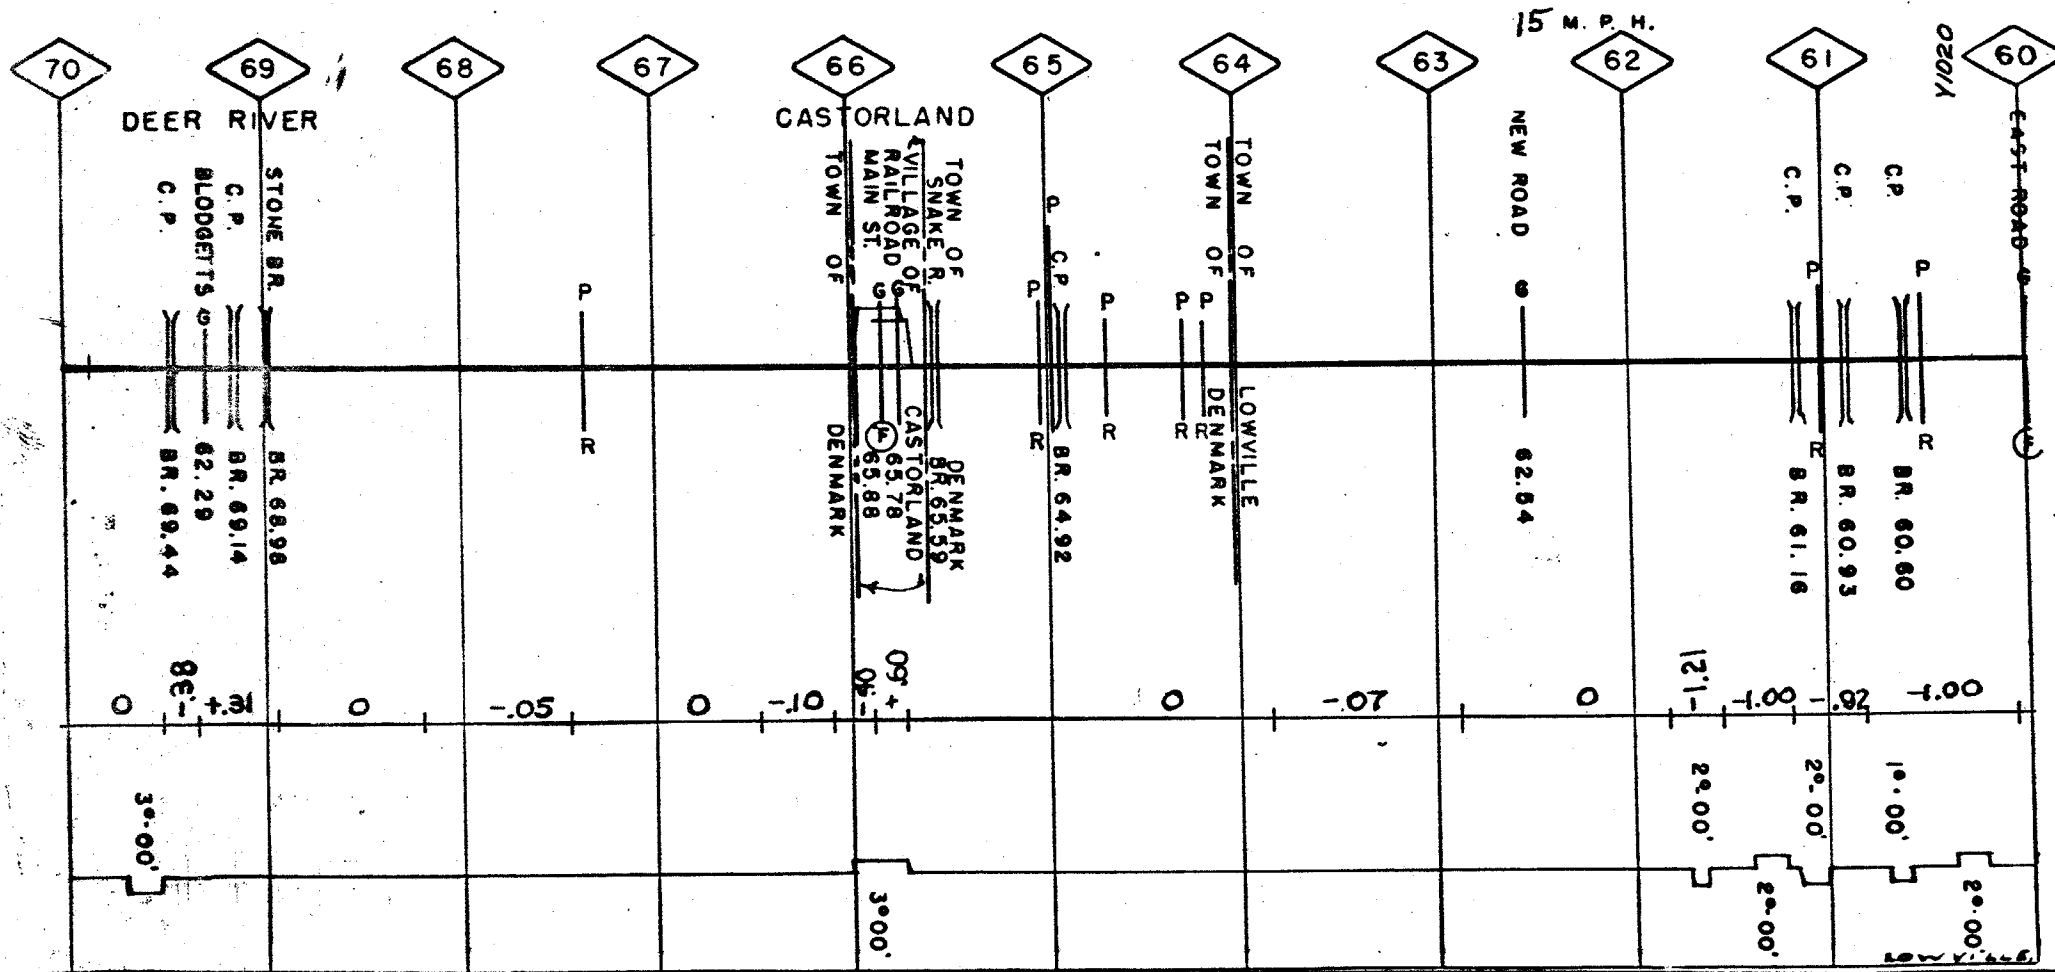 15 M. P. H.
70
69
68
67
66
65
64
63
62
61
60
Y1020
DEER RIVER
CASTORLAND
C. P.
BLODGETTS
C. P.
STONE BR.
TOWN OF
MAIN ST.
RAILROAD
VILLAGE OF
SNAKE R.
TOWN OF
P
C.P.
TOWN OF
TOWN OF
NEW ROAD
C.P.
C.P.
C.P.
EAST ROAD
G
P
G
G
P
P
P
P
G
P
P
G
R
F
R
R
R
R
R
R
BR. 69.44
62.29
BR. 69.14
BR. 68.98
DENMARK
65.88
65.78
CASTORLAND
BR. 65.59
DENMARK
BR. 64.92
DENMARK
LOWVILLE
62.54
BR. 61.16
BR. 60.93
BR. 60.60
0
-.38
+.31
0
-.05
0
-.10
-.90
+.50
0
-.07
0
-1.21
-1.00
-.92
-1.00
3°-00'
3°00'
2°-00'
2°-00'
2°-00'
1°-00'
2°-00'